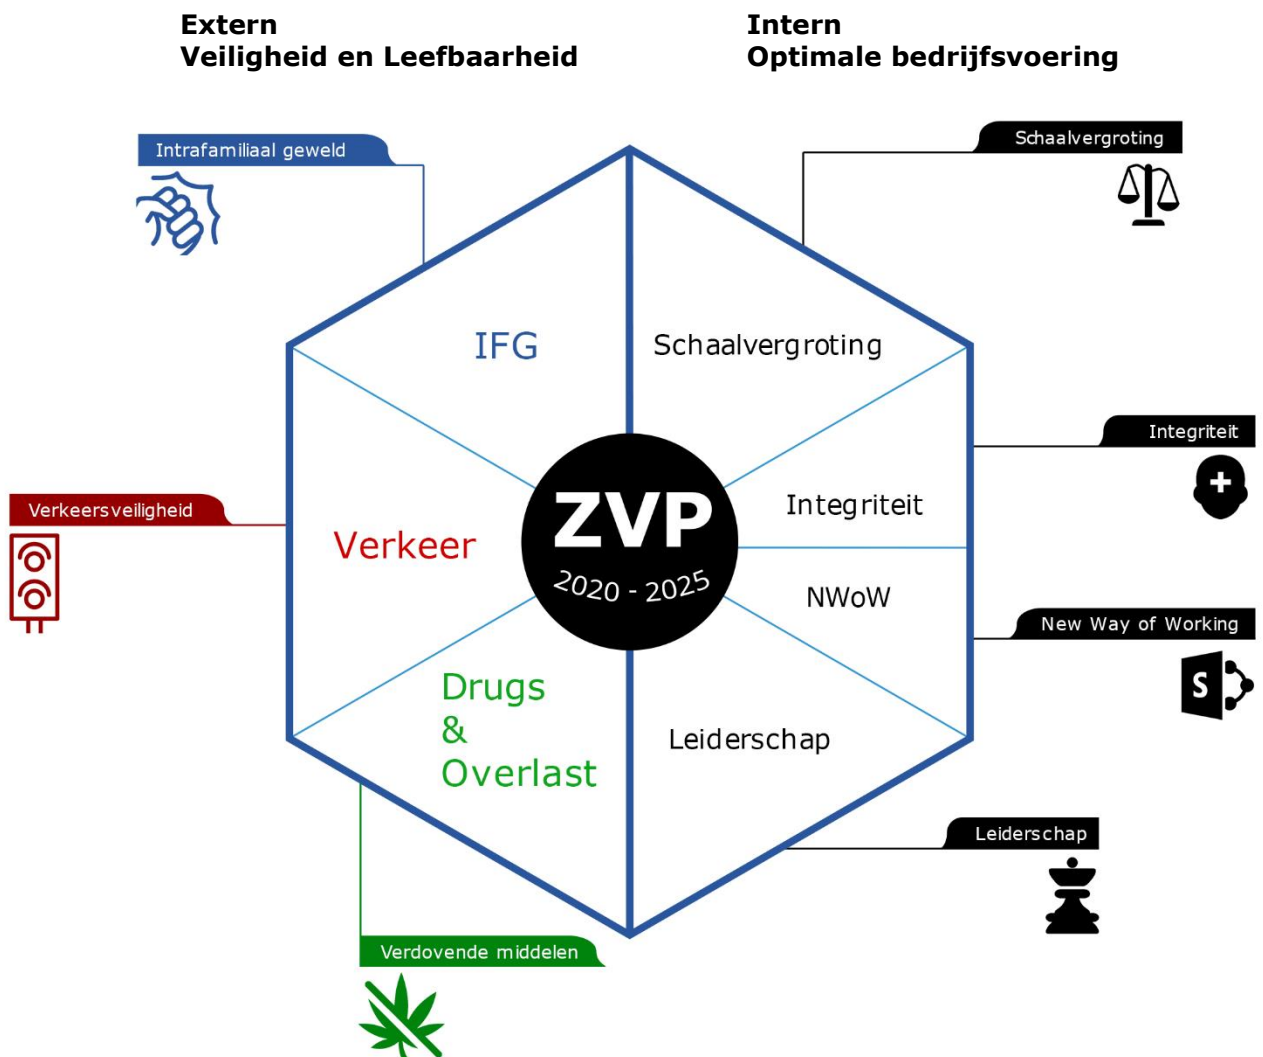 Extern
Veiligheid en Leefbaarheid
Intern
Optimale bedrijfsvoering
Intrafamiliaal geweld
Schaalvergroting
IFG
Schaalvergroting
Integriteit
Verkeersveiligheid
Verkeer
ZVP
2020 - 2025
Integriteit
NWoW
New Way of Working
S
Drugs
&
Overlast
Leiderschap
Leiderschap
Verdovende middelen